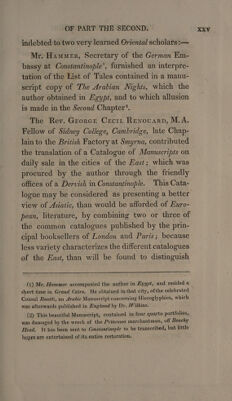 OF PART THE SECOND. XXV
indebted to two very learned Oriental scholars:—
Mr. HAMMER, Secretary of the German Em-
bassy at Constantinople¹, furnished an interpre-
tation of the List of Tales contained in a manu-
script copy of The Arabian Nights, which the
author obtained in Egypt, and to which allusion
is made in the Second Chapter².
The Rev. GEORGE CECIL RENOUARD, M.A.
Fellow of Sidney College, Cambridge, late Chap-
lain to the British Factory at Smyrna, contributed
the translation of a Catalogue of Manuscripts on
daily sale in the cities of the East; which was
procured by the author through the friendly
offices of a Dervish in Constantinople. This Cata-
logue may be considered as presenting a better
view of Asiatic, than would be afforded of Euro-
pean, literature, by combining two or three of
the common catalogues published by the prin-
cipal booksellers of London and Paris; because
less variety characterizes the different catalogues
of the East, than will be found to distinguish
(1) Mr. Hammer accompanied the author in Egypt, and resided a
short time in Grand Cairo. He obtained in that city, of the celebrated
Consul Rosetti, an Arabic Manuscript concerning Hieroglyphics, which
was afterwards published in England by Dr. Wilkins.
(2) This beautiful Manuscript, contained in four quarto portfolios,
was damaged by the wreck of the Princessa merchantman, off Beachy
Head. It has been sent to Constantinople to be transcribed, but little
hopes are entertained of its entire restoration.